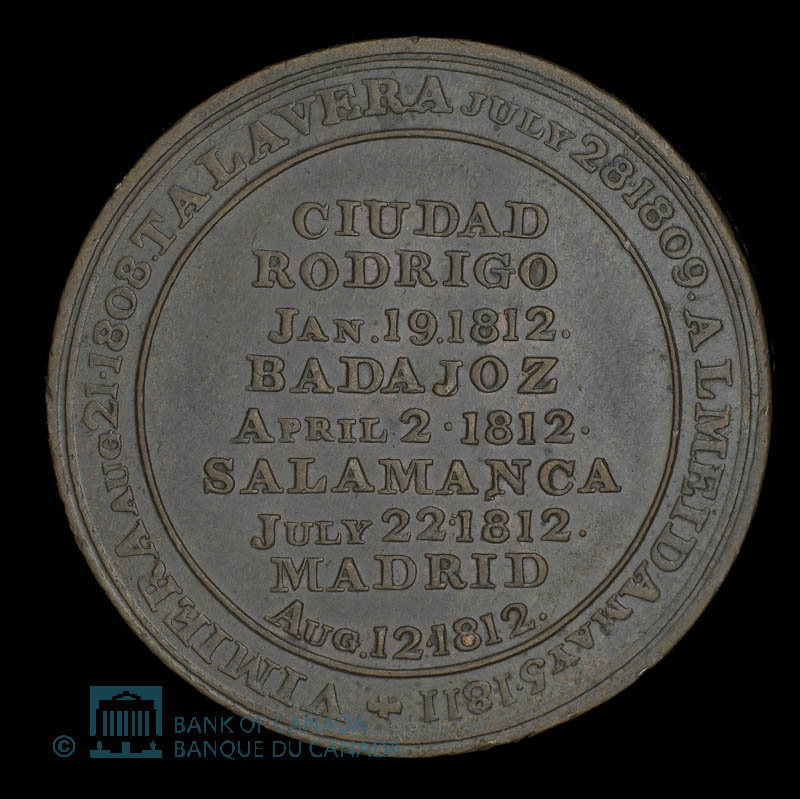 VIMIERA AUG 21·1808. TALAVERA JULY 28·1809. ALMEIDA MAY 5·1811
CIUDAD
RODRIGO
JAN. 19.1812.
BADAJOZ
APRIL 2·1812.
SALAMANCA
JULY 22·1812.
MADRID
AUG. 12·1812.
© BANK OF CANADA
BANQUE DU CANADA